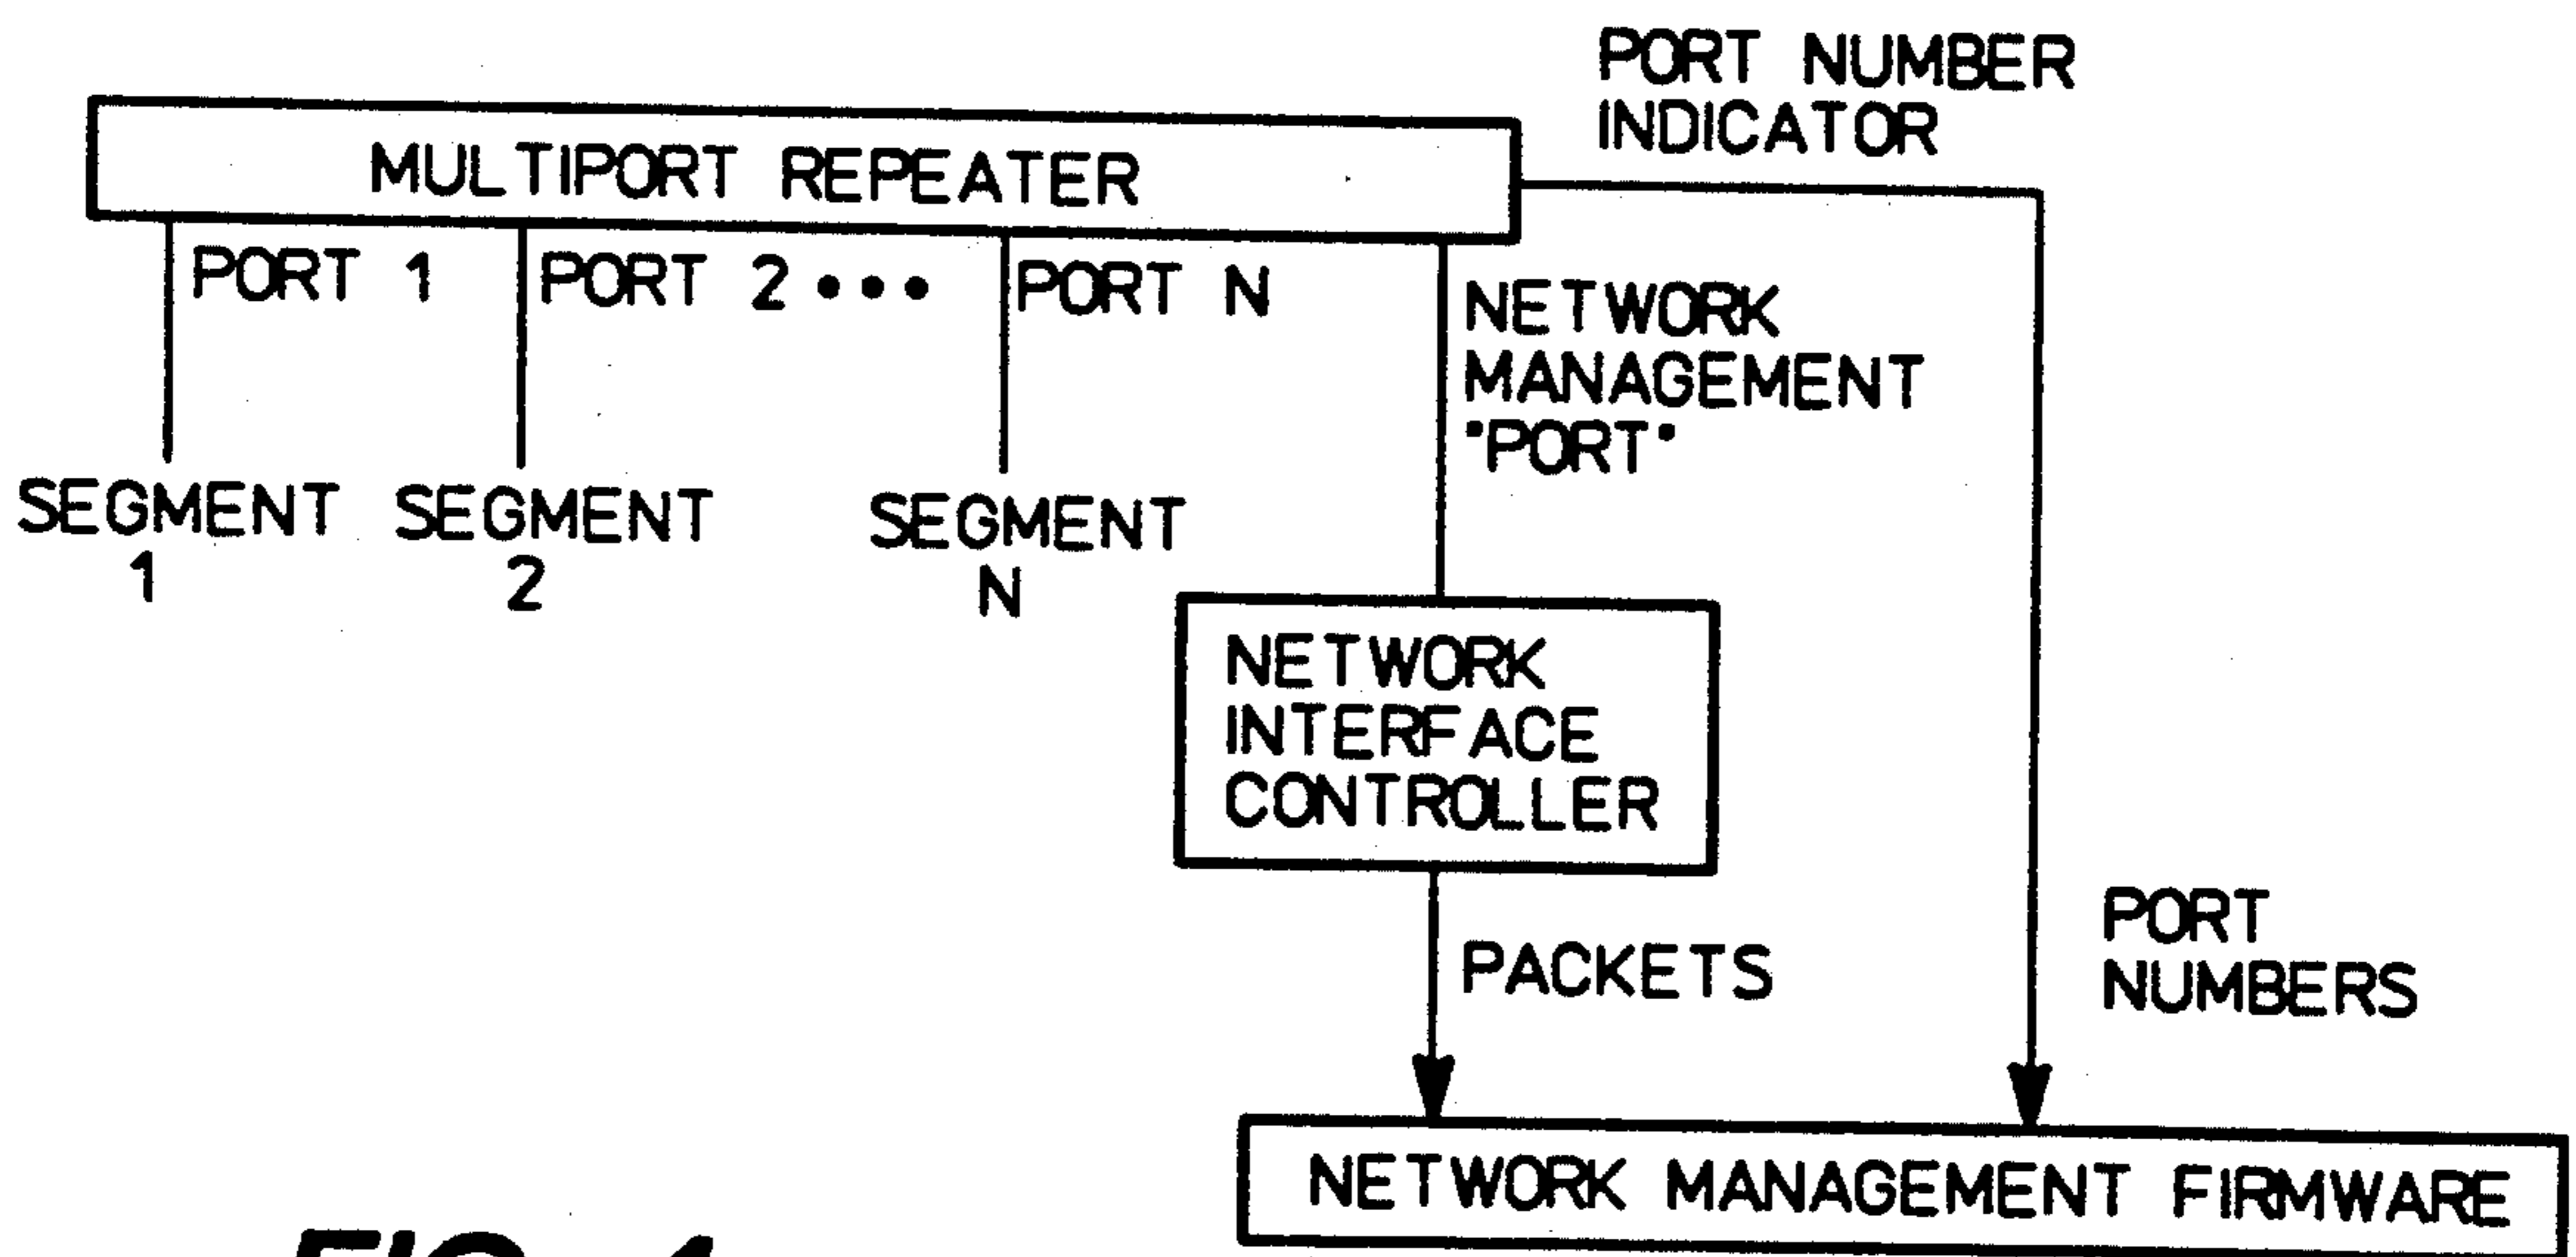 PORT NUMBER
INDICATOR
MULTIPORT REPEATER
PORT 1
PORT 2 •••
PORT N
NETWORK
MANAGEMENT
"PORT"
SEGMENT
1
SEGMENT
2
SEGMENT
N
NETWORK
INTERFACE
CONTROLLER
PACKETS
PORT
NUMBERS
NETWORK MANAGEMENT FIRMWARE